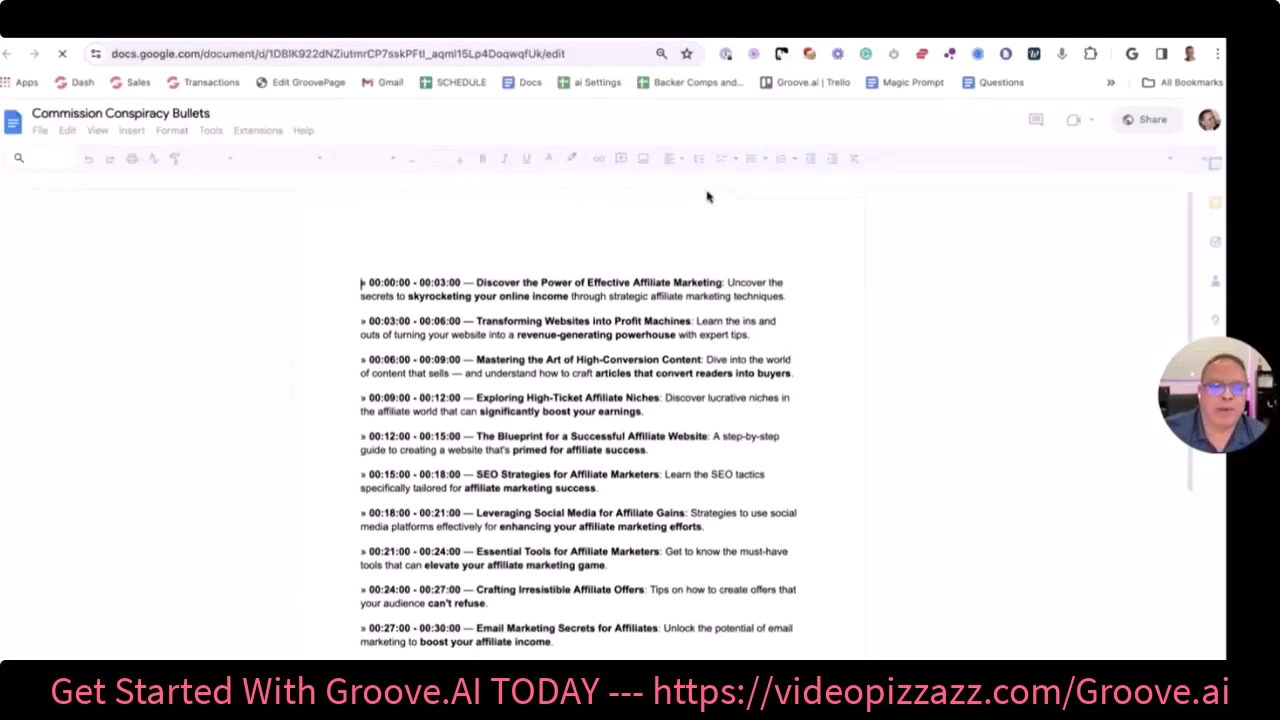 docs.google.com/document/d/1DBlK922dNZiutmrCP7sskPFtl_aqml15Lp4DoqwqfUk/edit
Apps Dash Sales Transactions Edit GroovePage Gmail SCHEDULE Docs ai Settings Backer Comps and... Groove.ai | Trello Magic Prompt Questions » All Bookmarks
Commission Conspiracy Bullets
File Edit View Insert Format Tools Extensions Help
Share
» 00:00:00 - 00:03:00 — Discover the Power of Effective Affiliate Marketing: Uncover the
secrets to skyrocketing your online income through strategic affiliate marketing techniques.
» 00:03:00 - 00:06:00 — Transforming Websites into Profit Machines: Learn the ins and
outs of turning your website into a revenue-generating powerhouse with expert tips.
» 00:06:00 - 00:09:00 — Mastering the Art of High-Conversion Content: Dive into the world
of content that sells — and understand how to craft articles that convert readers into buyers.
» 00:09:00 - 00:12:00 — Exploring High-Ticket Affiliate Niches: Discover lucrative niches in
the affiliate world that can significantly boost your earnings.
» 00:12:00 - 00:15:00 — The Blueprint for a Successful Affiliate Website: A step-by-step
guide to creating a website that's primed for affiliate success.
» 00:15:00 - 00:18:00 — SEO Strategies for Affiliate Marketers: Learn the SEO tactics
specifically tailored for affiliate marketing success.
» 00:18:00 - 00:21:00 — Leveraging Social Media for Affiliate Gains: Strategies to use social
media platforms effectively for enhancing your affiliate marketing efforts.
» 00:21:00 - 00:24:00 — Essential Tools for Affiliate Marketers: Get to know the must-have
tools that can elevate your affiliate marketing game.
» 00:24:00 - 00:27:00 — Crafting Irresistible Affiliate Offers: Tips on how to create offers that
your audience can't refuse.
» 00:27:00 - 00:30:00 — Email Marketing Secrets for Affiliates: Unlock the potential of email
marketing to boost your affiliate income.
Get Started With Groove.AI TODAY --- https://videopizzazz.com/Groove.ai